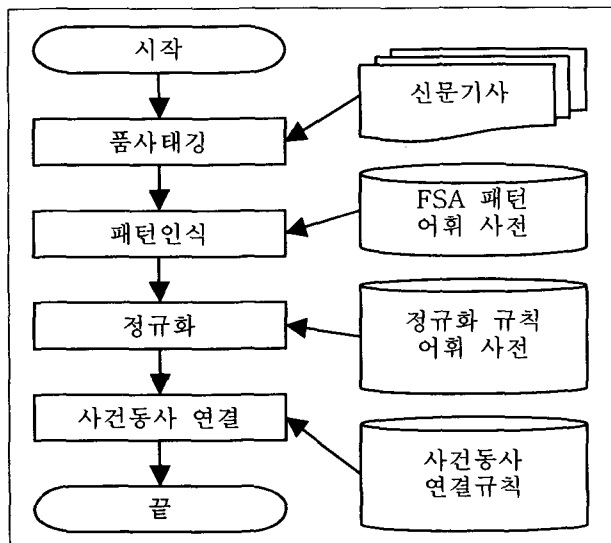 시작
신문기사
품사태깅
FSA 패턴
어휘 사전
패턴인식
정규화 규칙
어휘 사전
정규화
사건동사 연결
사건동사
연결규칙
끝